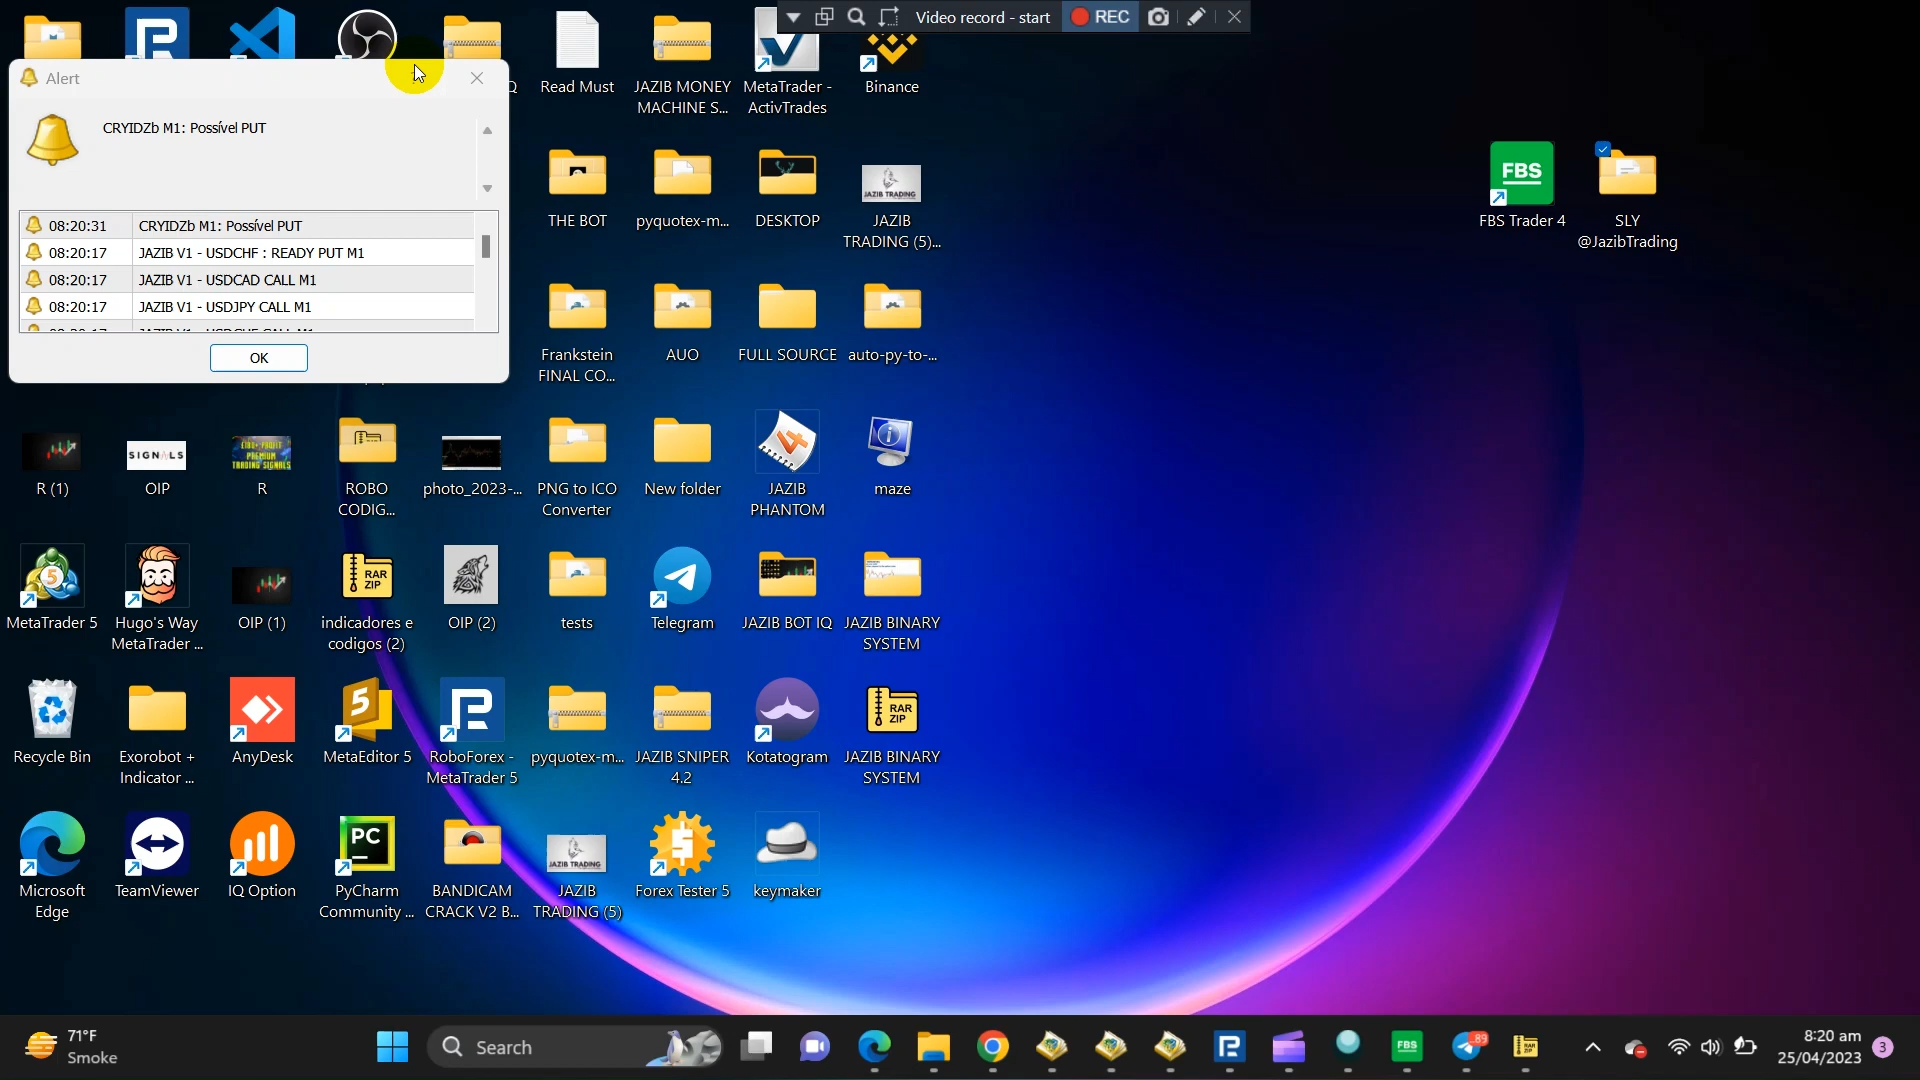 Video record - start
REC
Alert
CRYIDZb M1: Possível PUT
08:20:31 CRYIDZb M1: Possível PUT
08:20:17 JAZIB V1 - USDCHF : READY PUT M1
08:20:17 JAZIB V1 - USDCAD CALL M1
08:20:17 JAZIB V1 - USDJPY CALL M1
OK
Read Must
JAZIB MONEY
MACHINE S...
MetaTrader -
ActivTrades
Binance
THE BOT
pyquotex-m...
DESKTOP
JAZIB TRADING
JAZIB
TRADING (5)...
FBS
FBS Trader 4
SLY
@JazibTrading
Frankstein
FINAL CO...
AUO
FULL SOURCE
auto-py-to-...
R (1)
SIGNALS
OIP
R
ROBO
CODIG...
photo_2023-...
PNG to ICO
Converter
New folder
JAZIB
PHANTOM
maze
MetaTrader 5
Hugo's Way
MetaTrader ...
OIP (1)
RAR
ZIP
indicadores e
codigos (2)
OIP (2)
tests
Telegram
JAZIB BOT IQ
JAZIB BINARY
SYSTEM
Recycle Bin
Exorobot +
Indicator ...
AnyDesk
MetaEditor 5
RoboForex -
MetaTrader 5
pyquotex-m...
JAZIB SNIPER
4.2
Kotatogram
RAR
ZIP
JAZIB BINARY
SYSTEM
Microsoft
Edge
TeamViewer
IQ Option
PC
PyCharm
Community ...
BANDICAM
CRACK V2 B...
JAZIB TRADING
JAZIB
TRADING (5)
Forex Tester 5
keymaker
71°F
Smoke
Search
FBS
89
8:20 am
25/04/2023
3